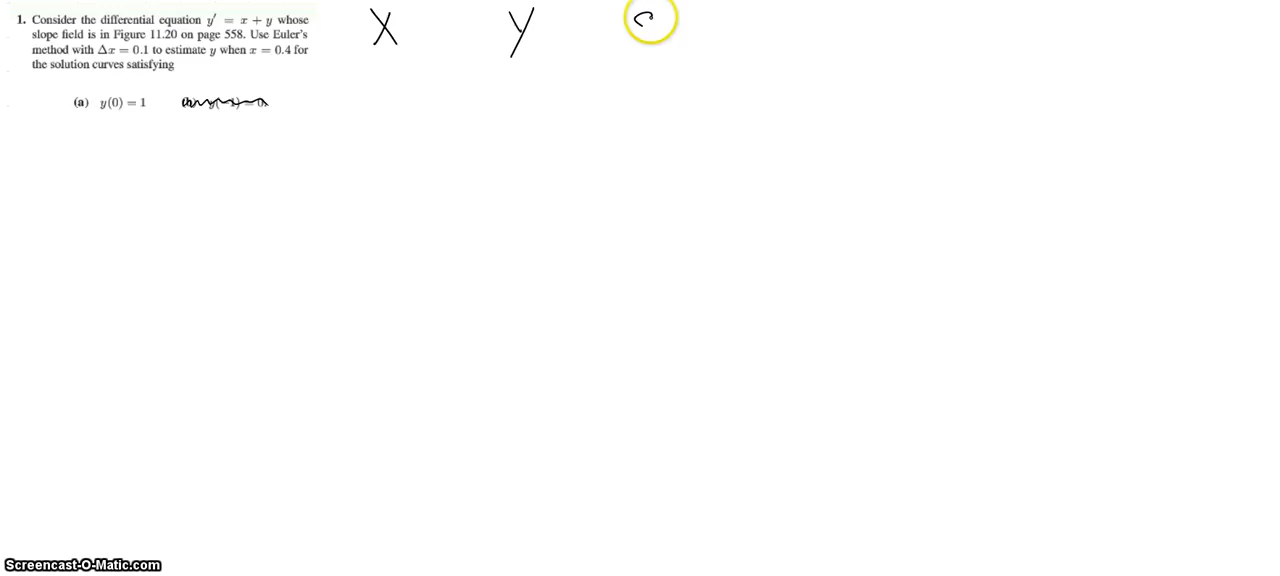 1. Consider the differential equation y′ = x + y whose
slope field is in Figure 11.20 on page 558. Use Euler's
method with Δx = 0.1 to estimate y when x = 0.4 for
the solution curves satisfying
(a) y(0) = 1
X y
Screencast-O-Matic.com